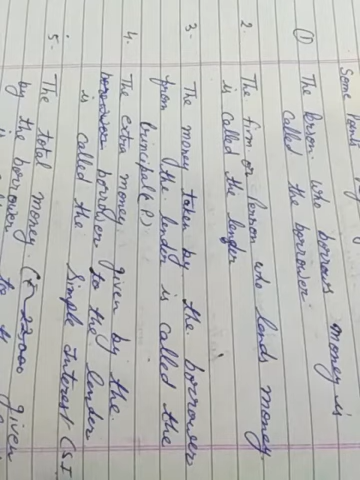 Some
① The person who borrows money is
called the borrower.
2. The firm or person who lends money
is called the lender
3- The money taken by the borrower
from the lender is called the
Principal (P)
4. The extra money given by the
borrower to the lender
is called the Simple Interest (SI
5- The total money (₹ 22000 given
by the borrower to